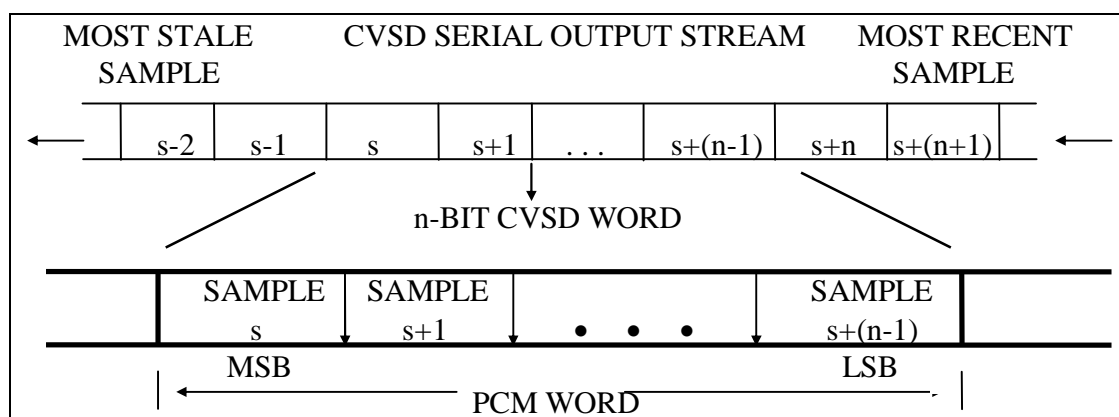 MOST STALE SAMPLE
CVSD SERIAL OUTPUT STREAM
MOST RECENT SAMPLE
s-2 s-1 s s+1 . . . s+(n-1) s+n s+(n+1)
n-BIT CVSD WORD
SAMPLE SAMPLE SAMPLE
s s+1 • • • s+(n-1)
MSB LSB
PCM WORD